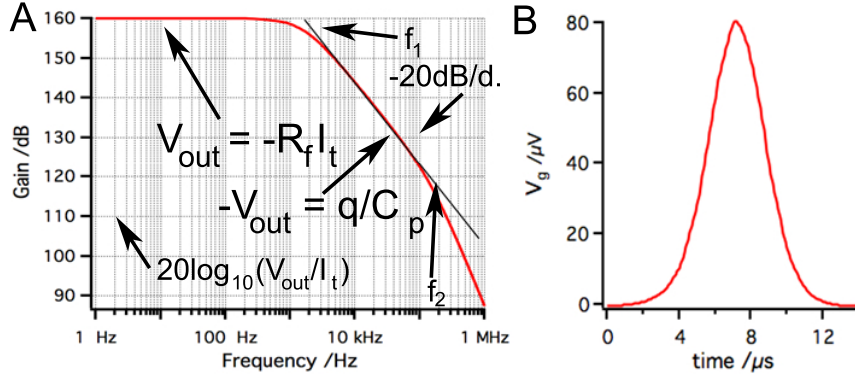 A
160
150
140
130
120
110
100
90
Gain /dB
f1
-20dB/d.
Vout = -RfIt
-Vout = q/Cp
20log10(Vout/It)
f2
1 Hz 100 Hz 10 kHz 1 MHz
Frequency /Hz
B
80
60
40
20
0
Vg /µV
0 4 8 12
time /µs